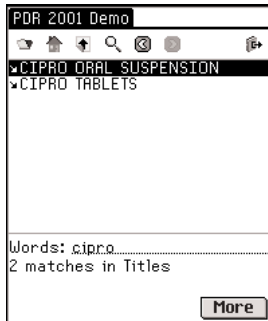 PDR 2001 Demo
CIPRO ORAL SUSPENSION
CIPRO TABLETS
Words: cipro
2 matches in Titles
More